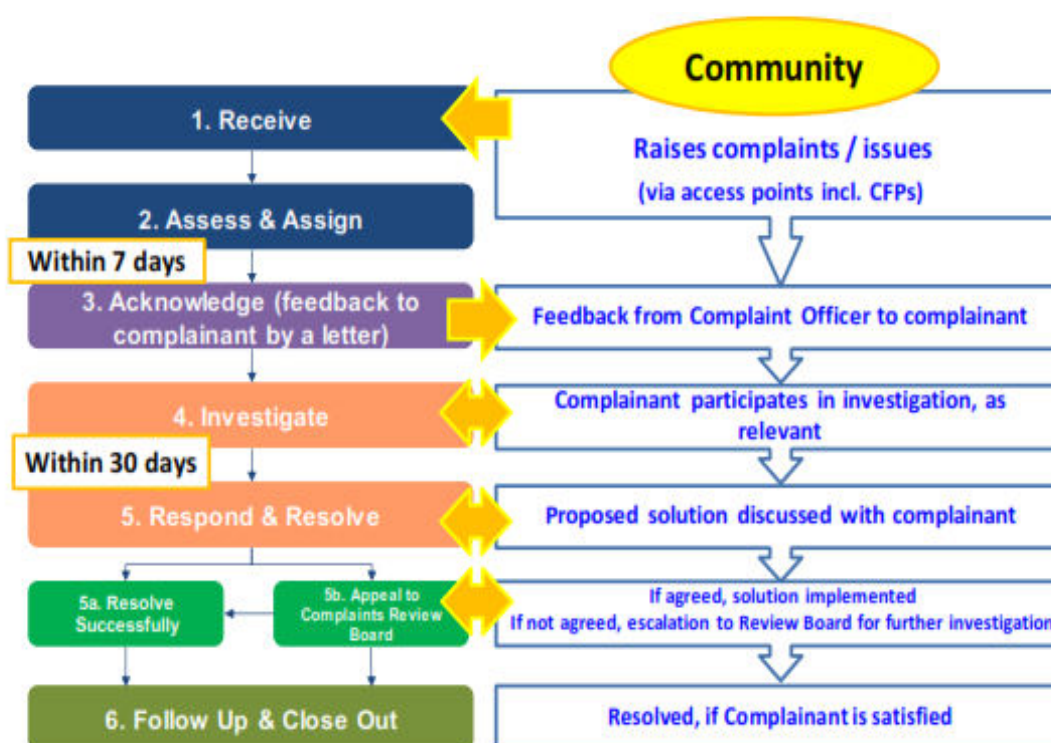 Community
1. Receive
Raises complaints / issues
(via access points incl. CFPs)
2. Assess & Assign
Within 7 days
3. Acknowledge (feedback to
complainant by a letter)
Feedback from Complaint Officer to complainant
4. Investigate
Complainant participates in investigation, as
relevant
Within 30 days
5. Respond & Resolve
Proposed solution discussed with complainant
5a. Resolve
Successfully
5b. Appeal to
Complaints Review
Board
If agreed, solution implemented
If not agreed, escalation to Review Board for further investigation
6. Follow Up & Close Out
Resolved, if Complainant is satisfied